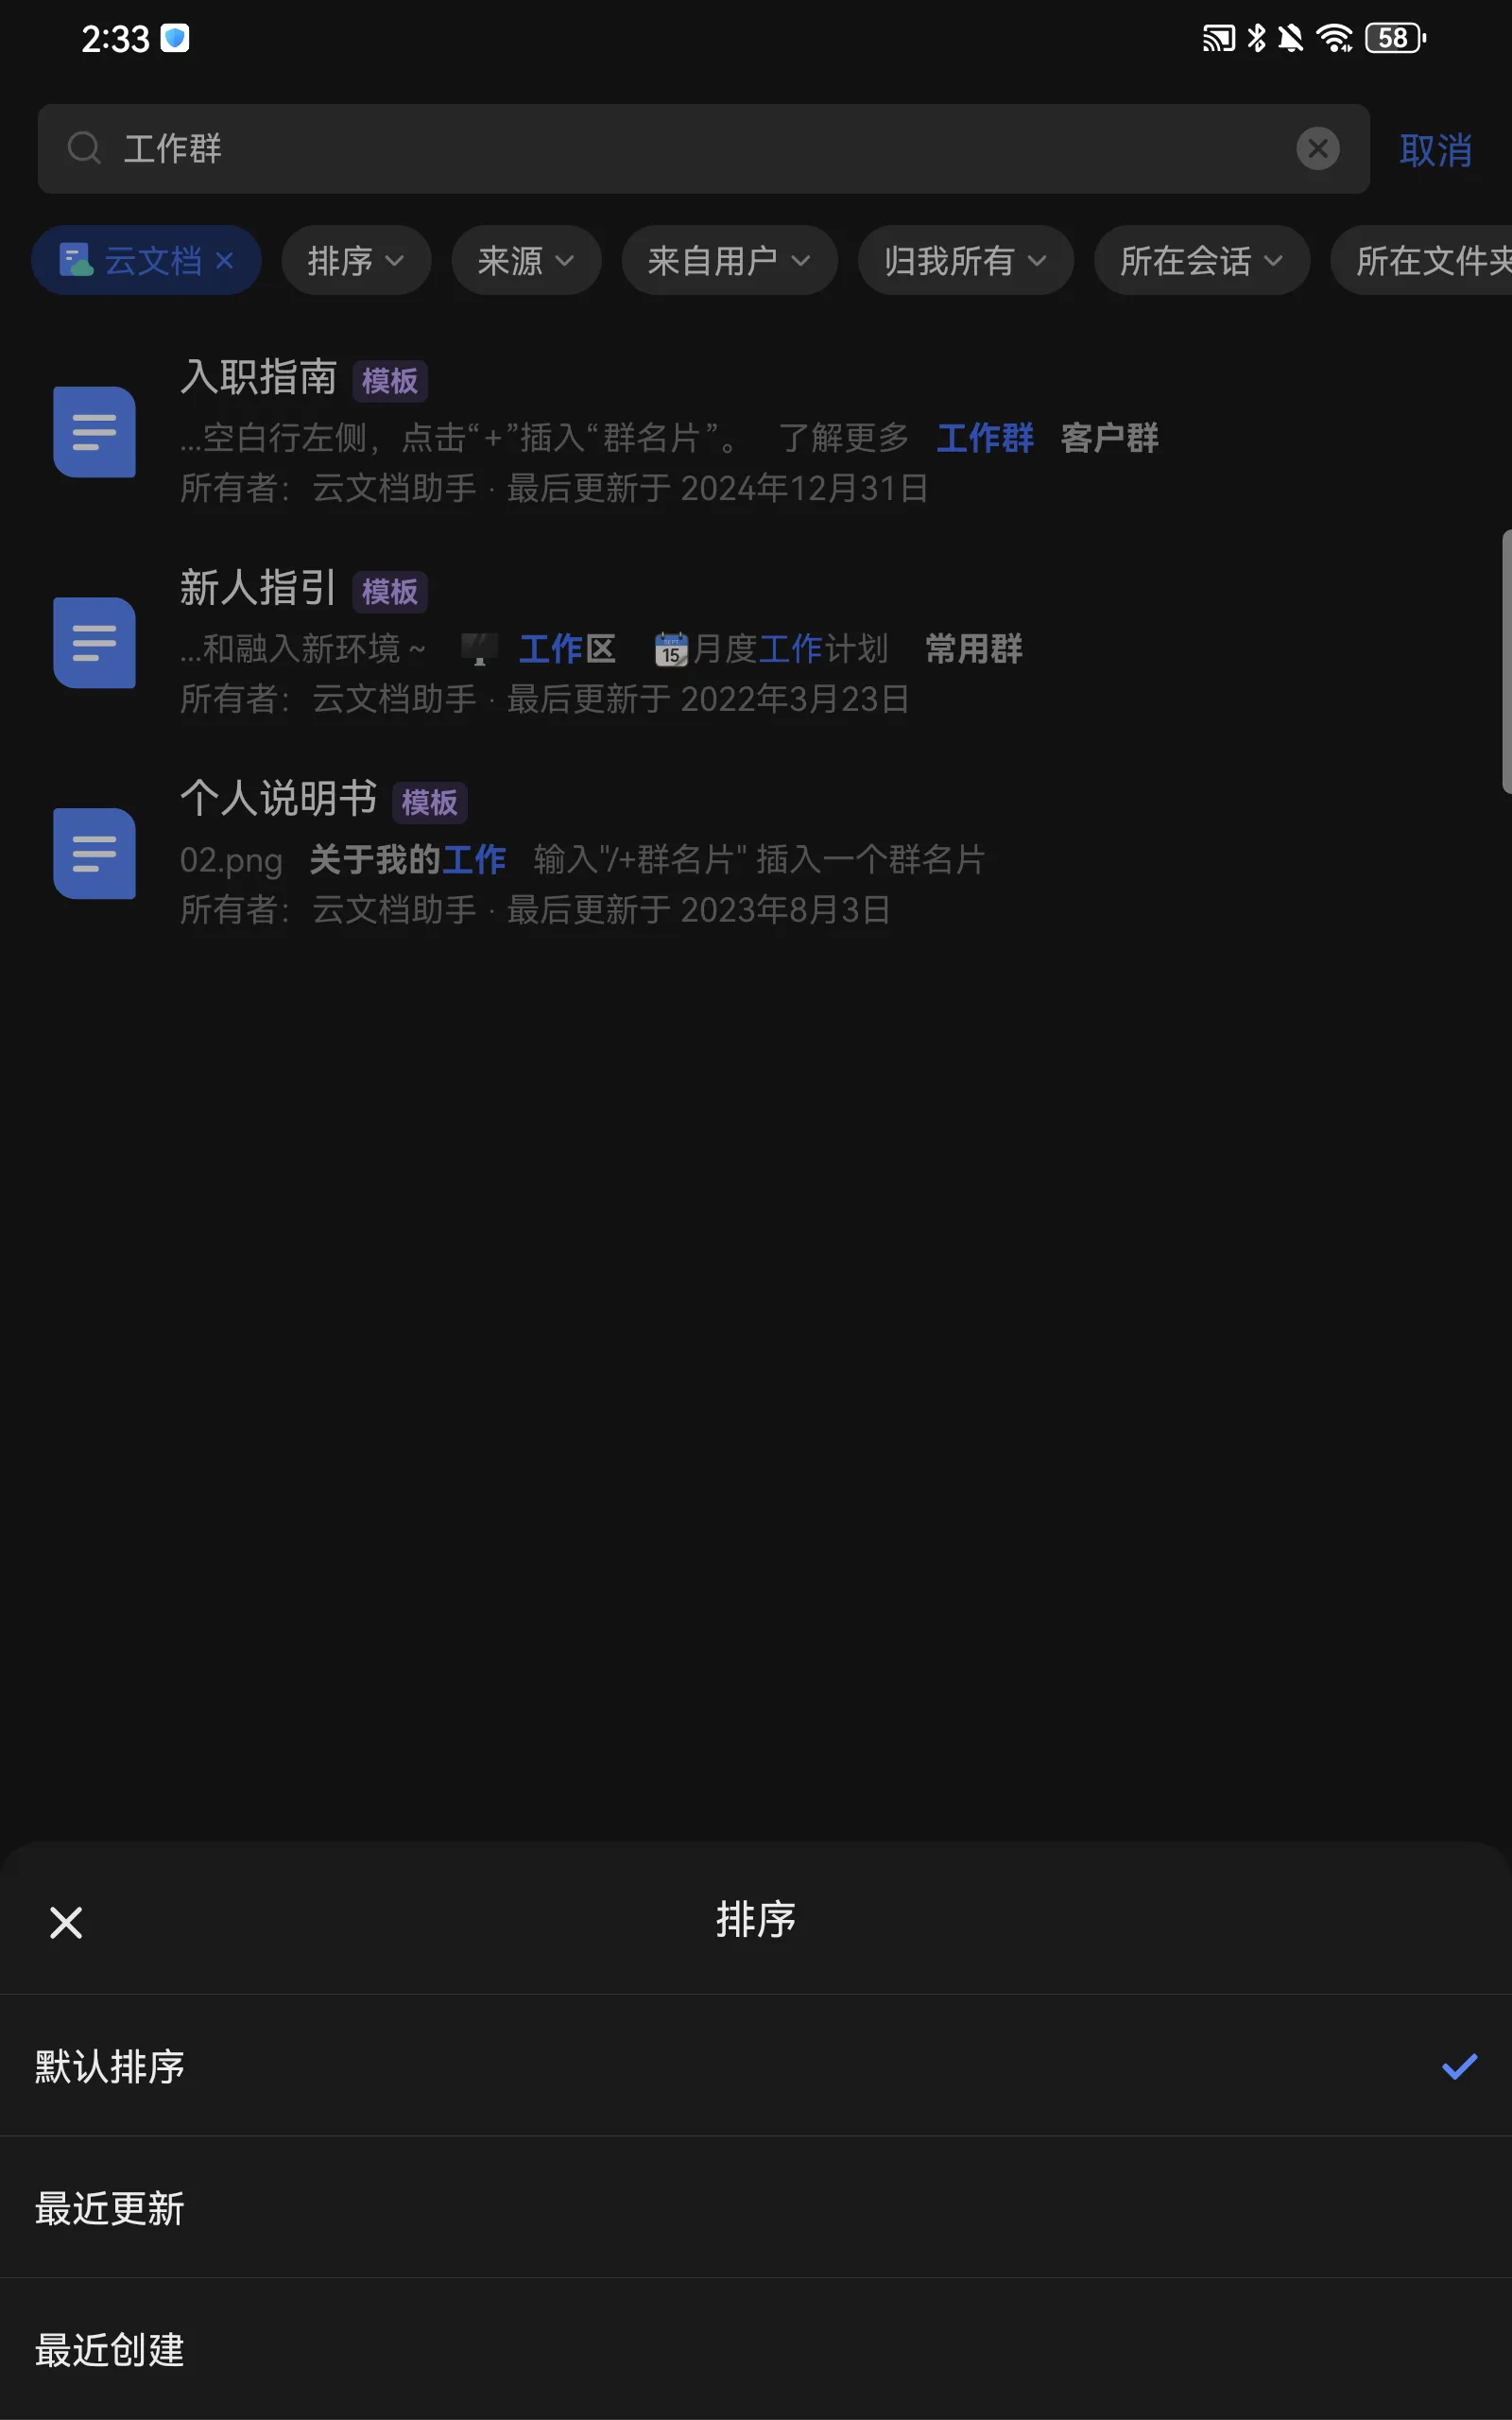 2:33 58
工作群 取消
云文档 排序 来源 来自用户 归我所有 所在会话 所在文件夹
入职指南 模板
...空白行左侧，点击“+”插入“群名片”。 了解更多 工作群 客户群
所有者：云文档助手 · 最后更新于 2024年12月31日
新人指引 模板
...和融入新环境 ~ 工作区 SEPT 15 月度工作计划 常用群
所有者：云文档助手 · 最后更新于 2022年3月23日
个人说明书 模板
02.png 关于我的工作 输入"/+群名片" 插入一个群名片
所有者：云文档助手 · 最后更新于 2023年8月3日
排序
默认排序
最近更新
最近创建